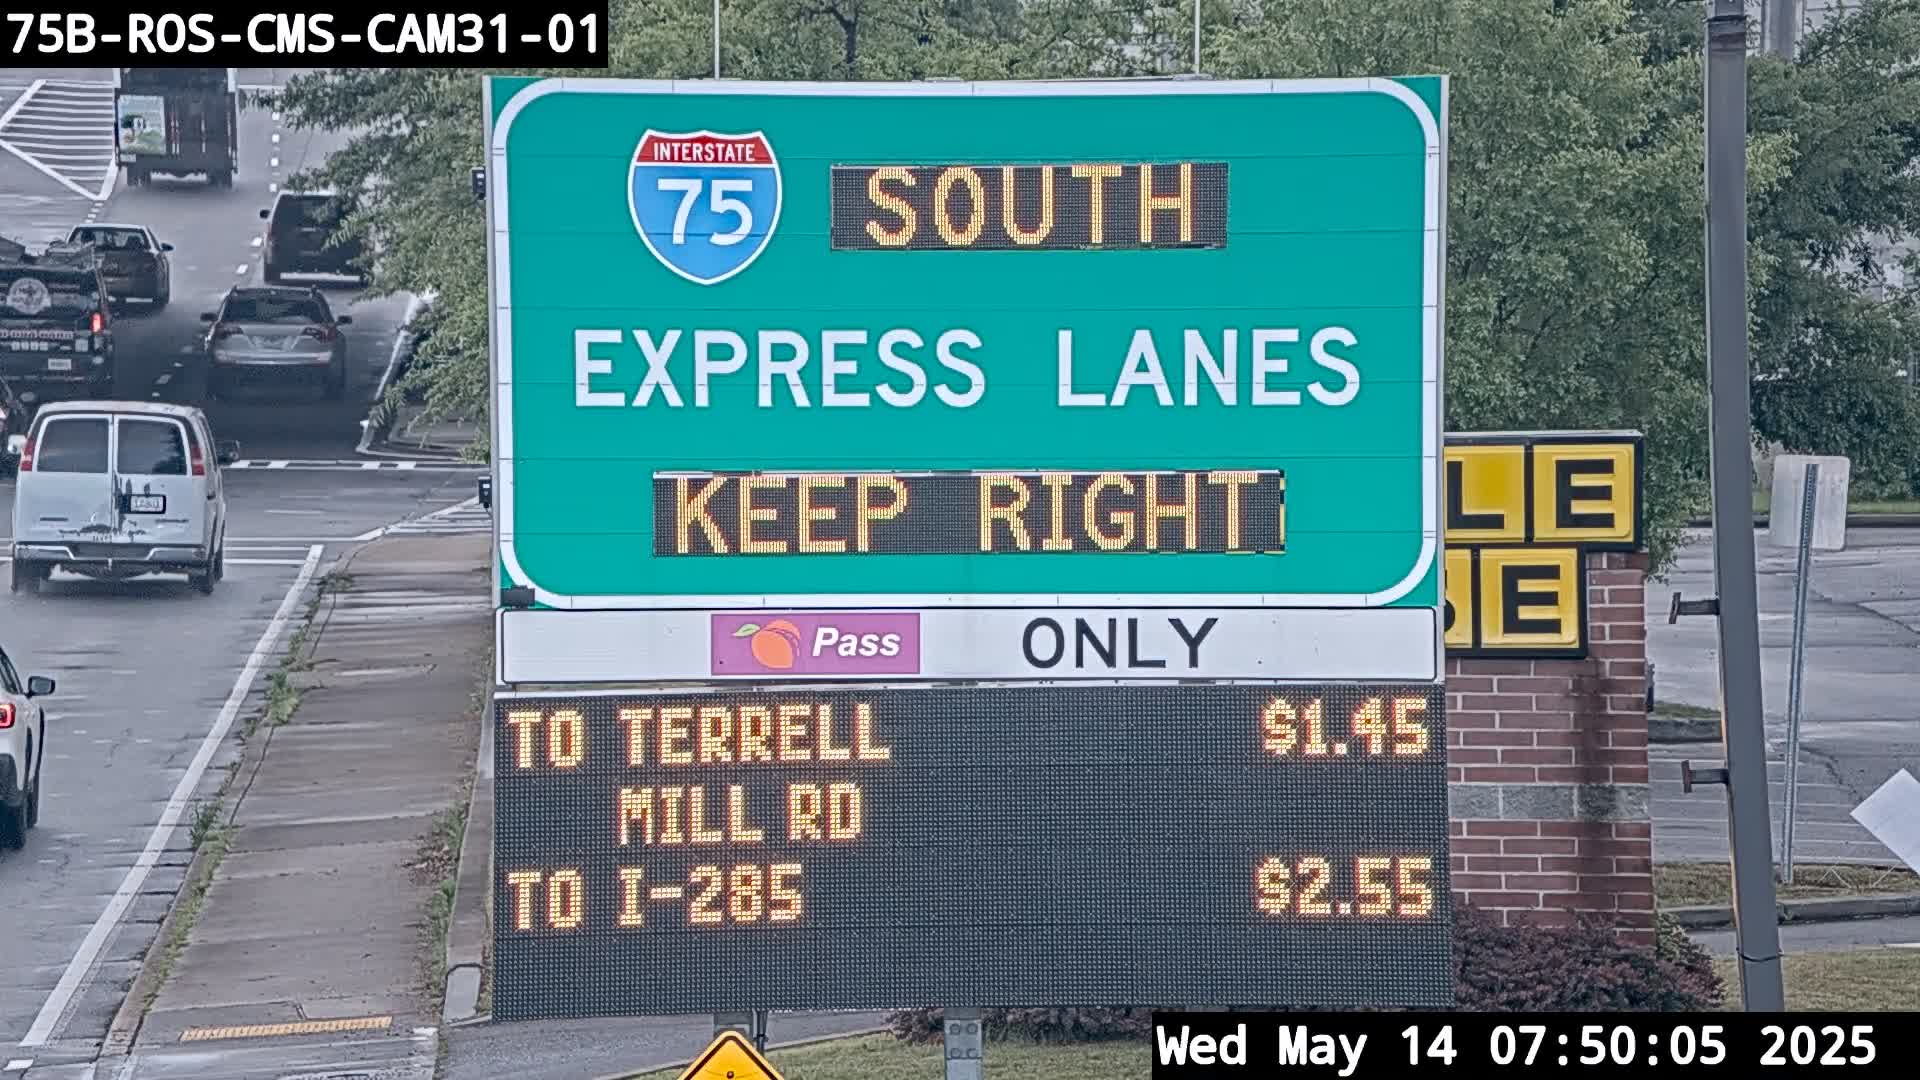 75B-ROS-CMS-CAM31-01
INTERSTATE
75
SOUTH
EXPRESS LANES
KEEP RIGHT
Pass ONLY
TO TERRELL $1.45
MILL RD
TO I-285 $2.55
LE
E
Wed May 14 07:50:05 2025